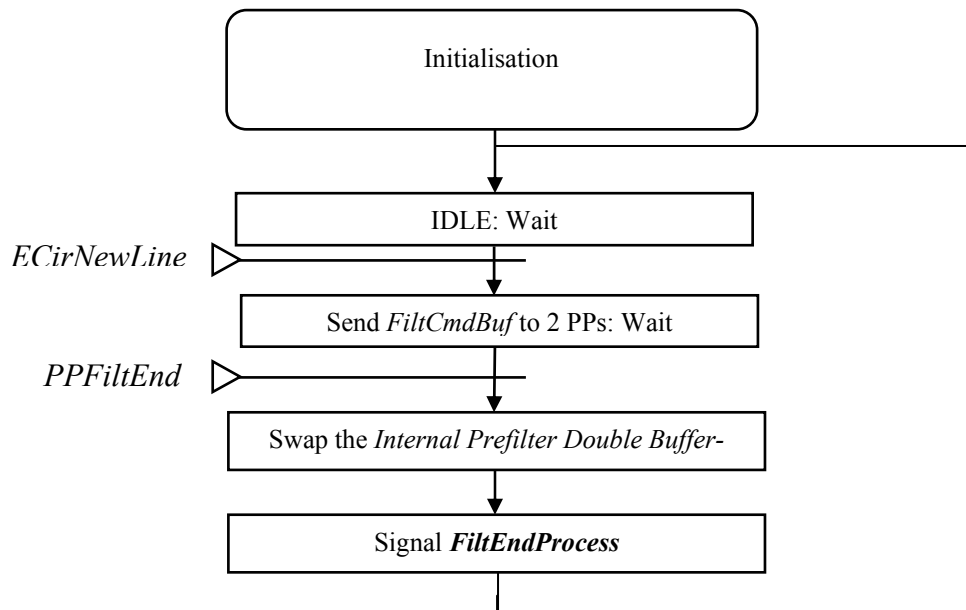 Initialisation
IDLE: Wait
ECirNewLine
Send FiltCmdBuf to 2 PPs: Wait
PPFiltEnd
Swap the Internal Prefilter Double Buffer-
Signal FiltEndProcess